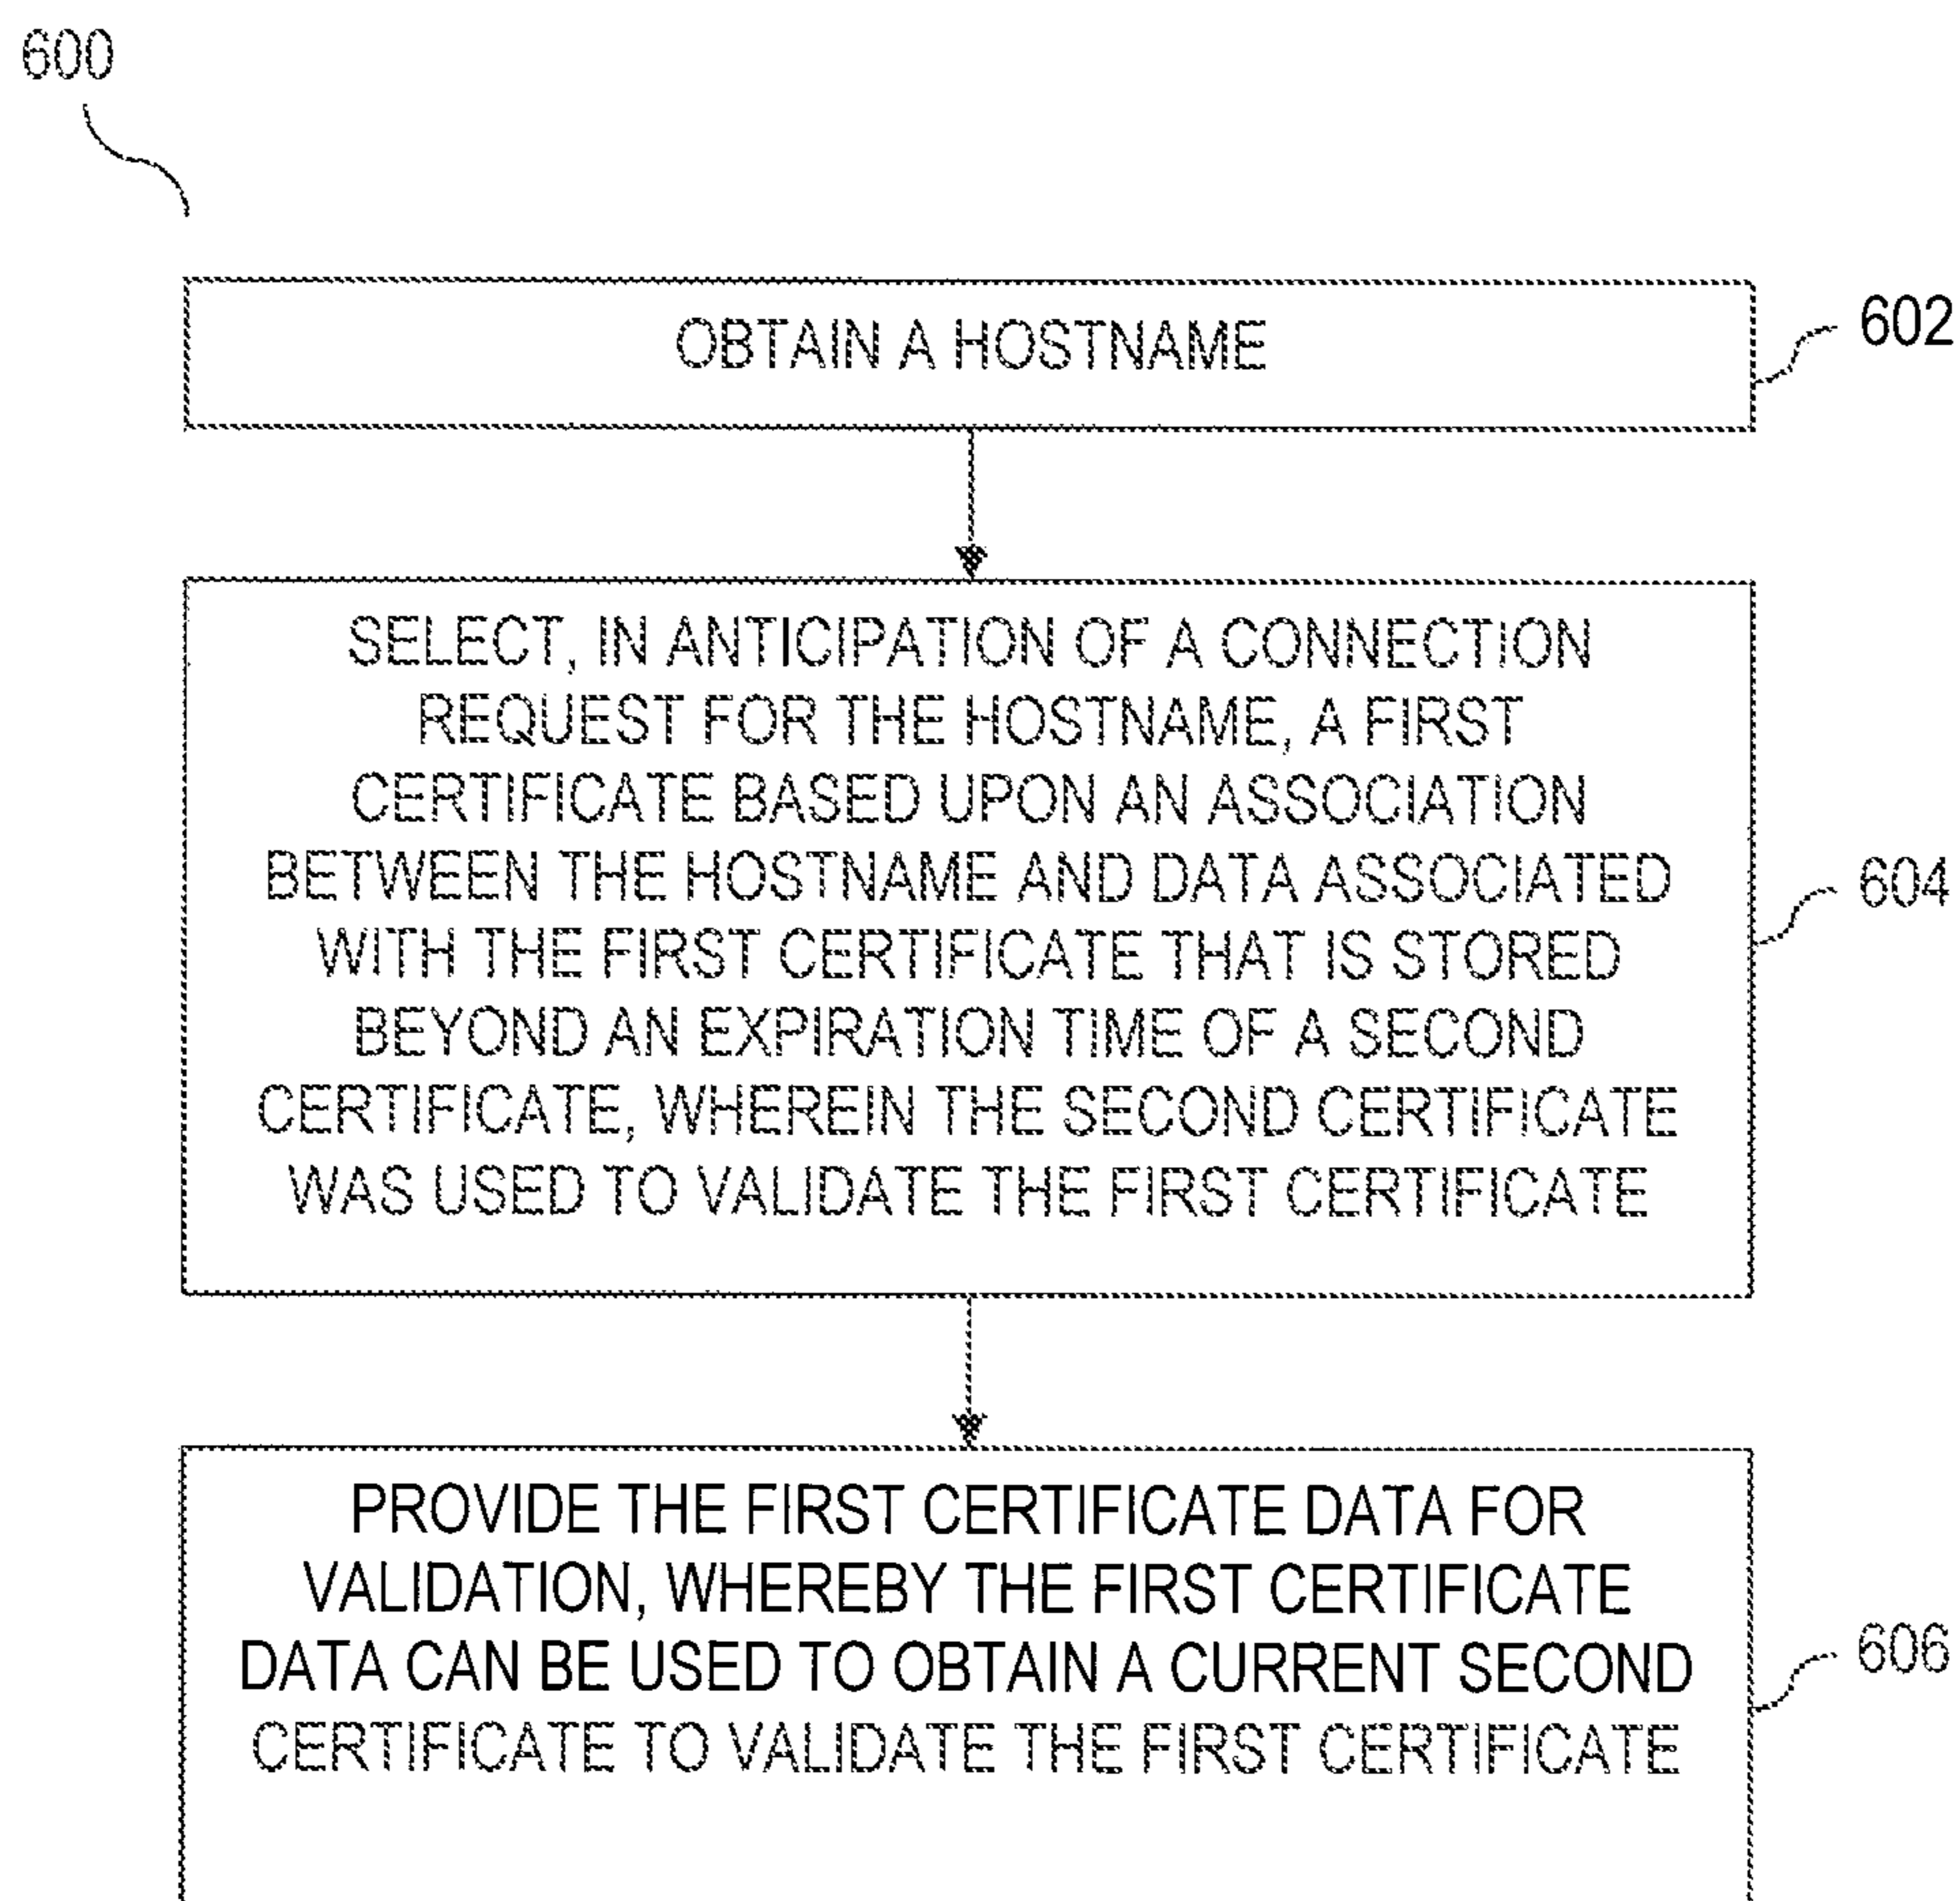 600
OBTAIN A HOSTNAME
602
SELECT, IN ANTICIPATION OF A CONNECTION
REQUEST FOR THE HOSTNAME, A FIRST
CERTIFICATE BASED UPON AN ASSOCIATION
BETWEEN THE HOSTNAME AND DATA ASSOCIATED
WITH THE FIRST CERTIFICATE THAT IS STORED
BEYOND AN EXPIRATION TIME OF A SECOND
CERTIFICATE, WHEREIN THE SECOND CERTIFICATE
WAS USED TO VALIDATE THE FIRST CERTIFICATE
604
PROVIDE THE FIRST CERTIFICATE DATA FOR
VALIDATION, WHEREBY THE FIRST CERTIFICATE
DATA CAN BE USED TO OBTAIN A CURRENT SECOND
CERTIFICATE TO VALIDATE THE FIRST CERTIFICATE
606